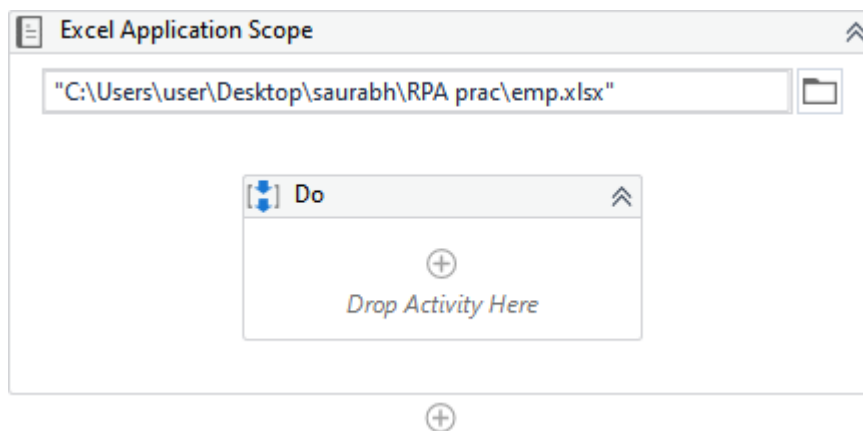 Excel Application Scope
"C:\Users\user\Desktop\saurabh\RPA prac\emp.xlsx"
Do
Drop Activity Here